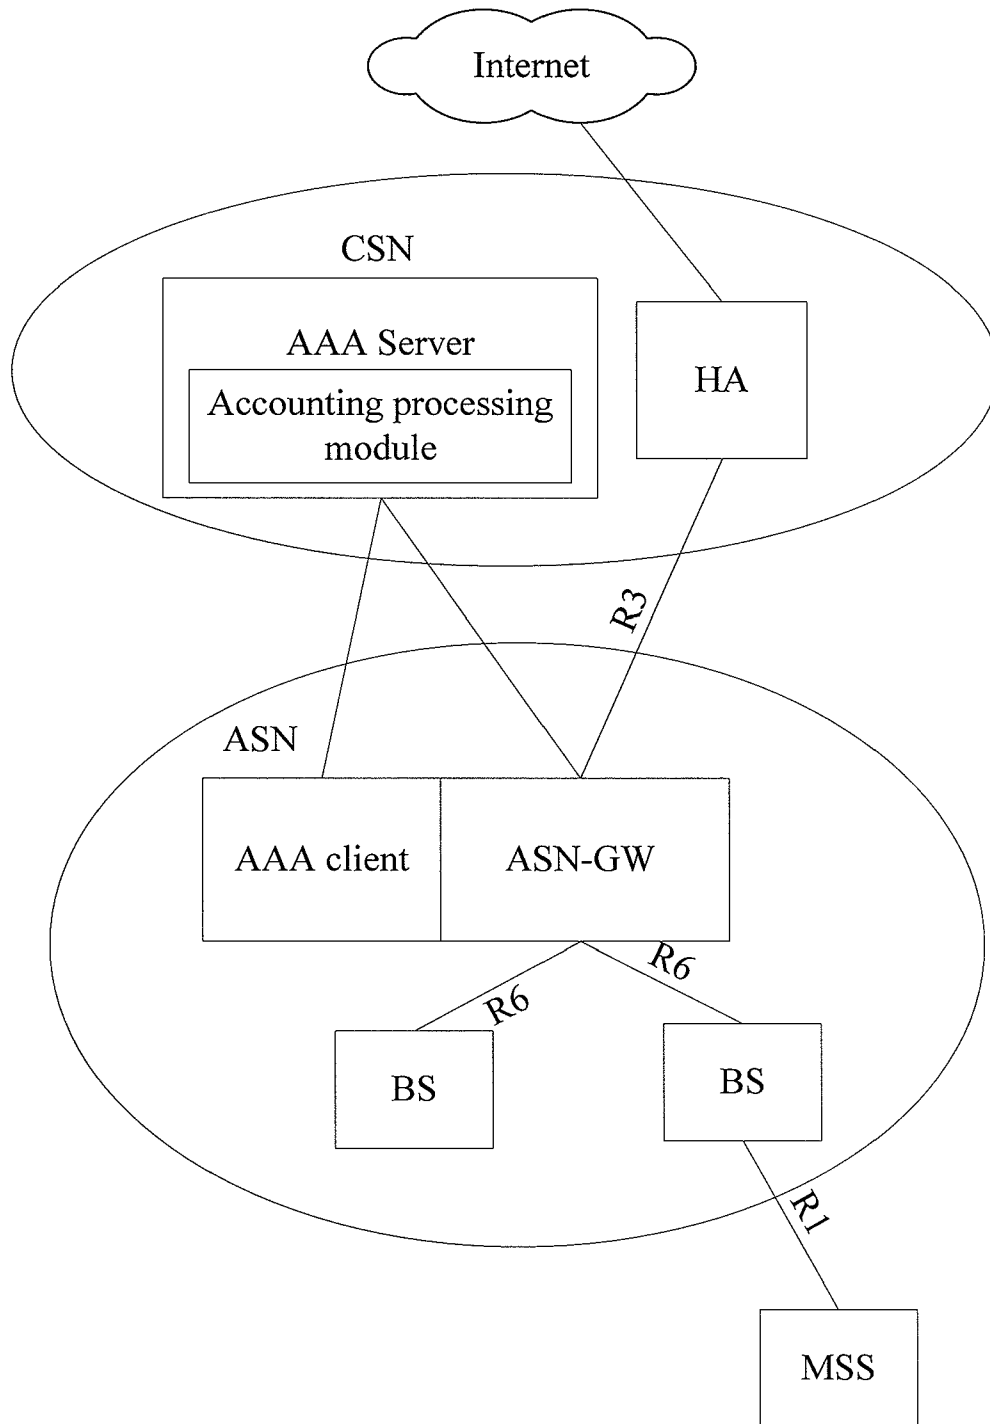 Internet
CSN
AAA Server
Accounting processing
module
HA
R3
ASN
AAA client
ASN-GW
R6
R6
BS
BS
R1
MSS